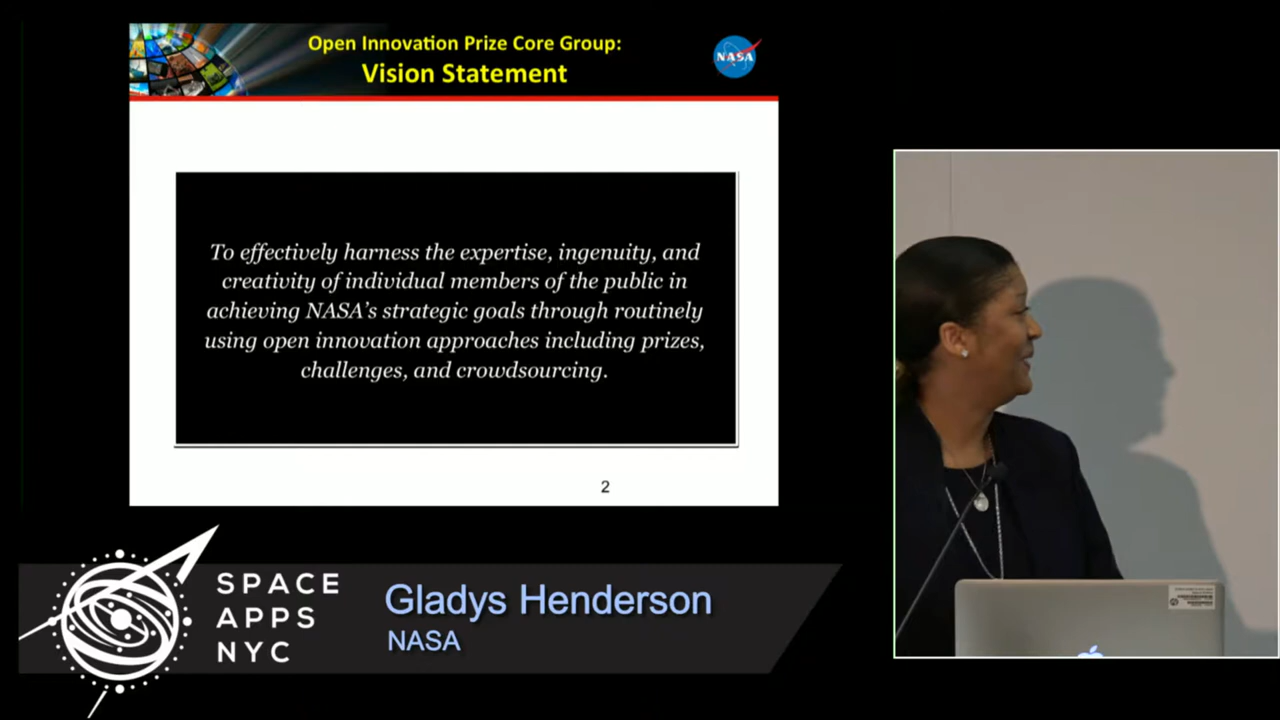 Open Innovation Prize Core Group:
Vision Statement
NASA
To effectively harness the expertise, ingenuity, and
creativity of individual members of the public in
achieving NASA's strategic goals through routinely
using open innovation approaches including prizes,
challenges, and crowdsourcing.
2
SPACE
APPS
NYC
Gladys Henderson
NASA